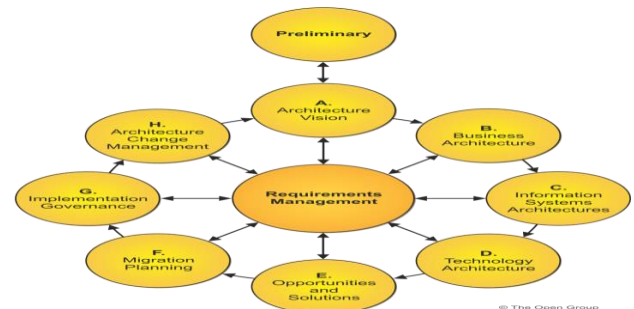 Preliminary
A.
Architecture
Vision
H.
Architecture
Change
Management
B.
Business
Architecture
G.
Implementation
Governance
Requirements
Management
C.
Information
Systems
Architectures
F.
Migration
Planning
D.
Technology
Architecture
E.
Opportunities
and
Solutions
© The Open Group